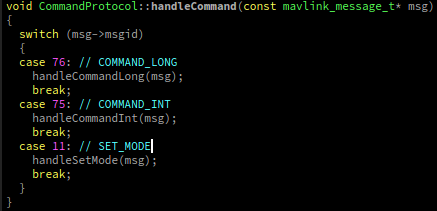 void CommandProtocol::handleCommand(const mavlink_message_t* msg)
{
  switch (msg->msgid)
  {
  case 76: // COMMAND_LONG
    handleCommandLong(msg);
    break;
  case 75: // COMMAND_INT
    handleCommandInt(msg);
    break;
  case 11: // SET_MODE
    handleSetMode(msg);
    break;
  }
}